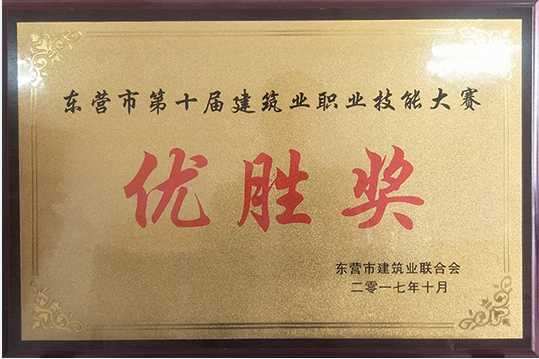 东营市第十届建筑业职业技能大赛
优胜奖
东营市建筑业联合会
二零一七年十月